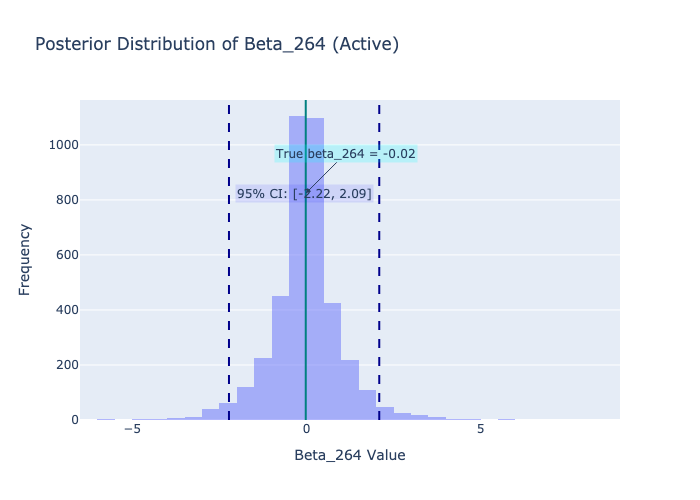 Posterior Distribution of Beta_264 (Active)
1000
800
600
400
200
0
Frequency
True beta_264 = -0.02
95% CI: [-2.22, 2.09]
−5
0
5
Beta_264 Value